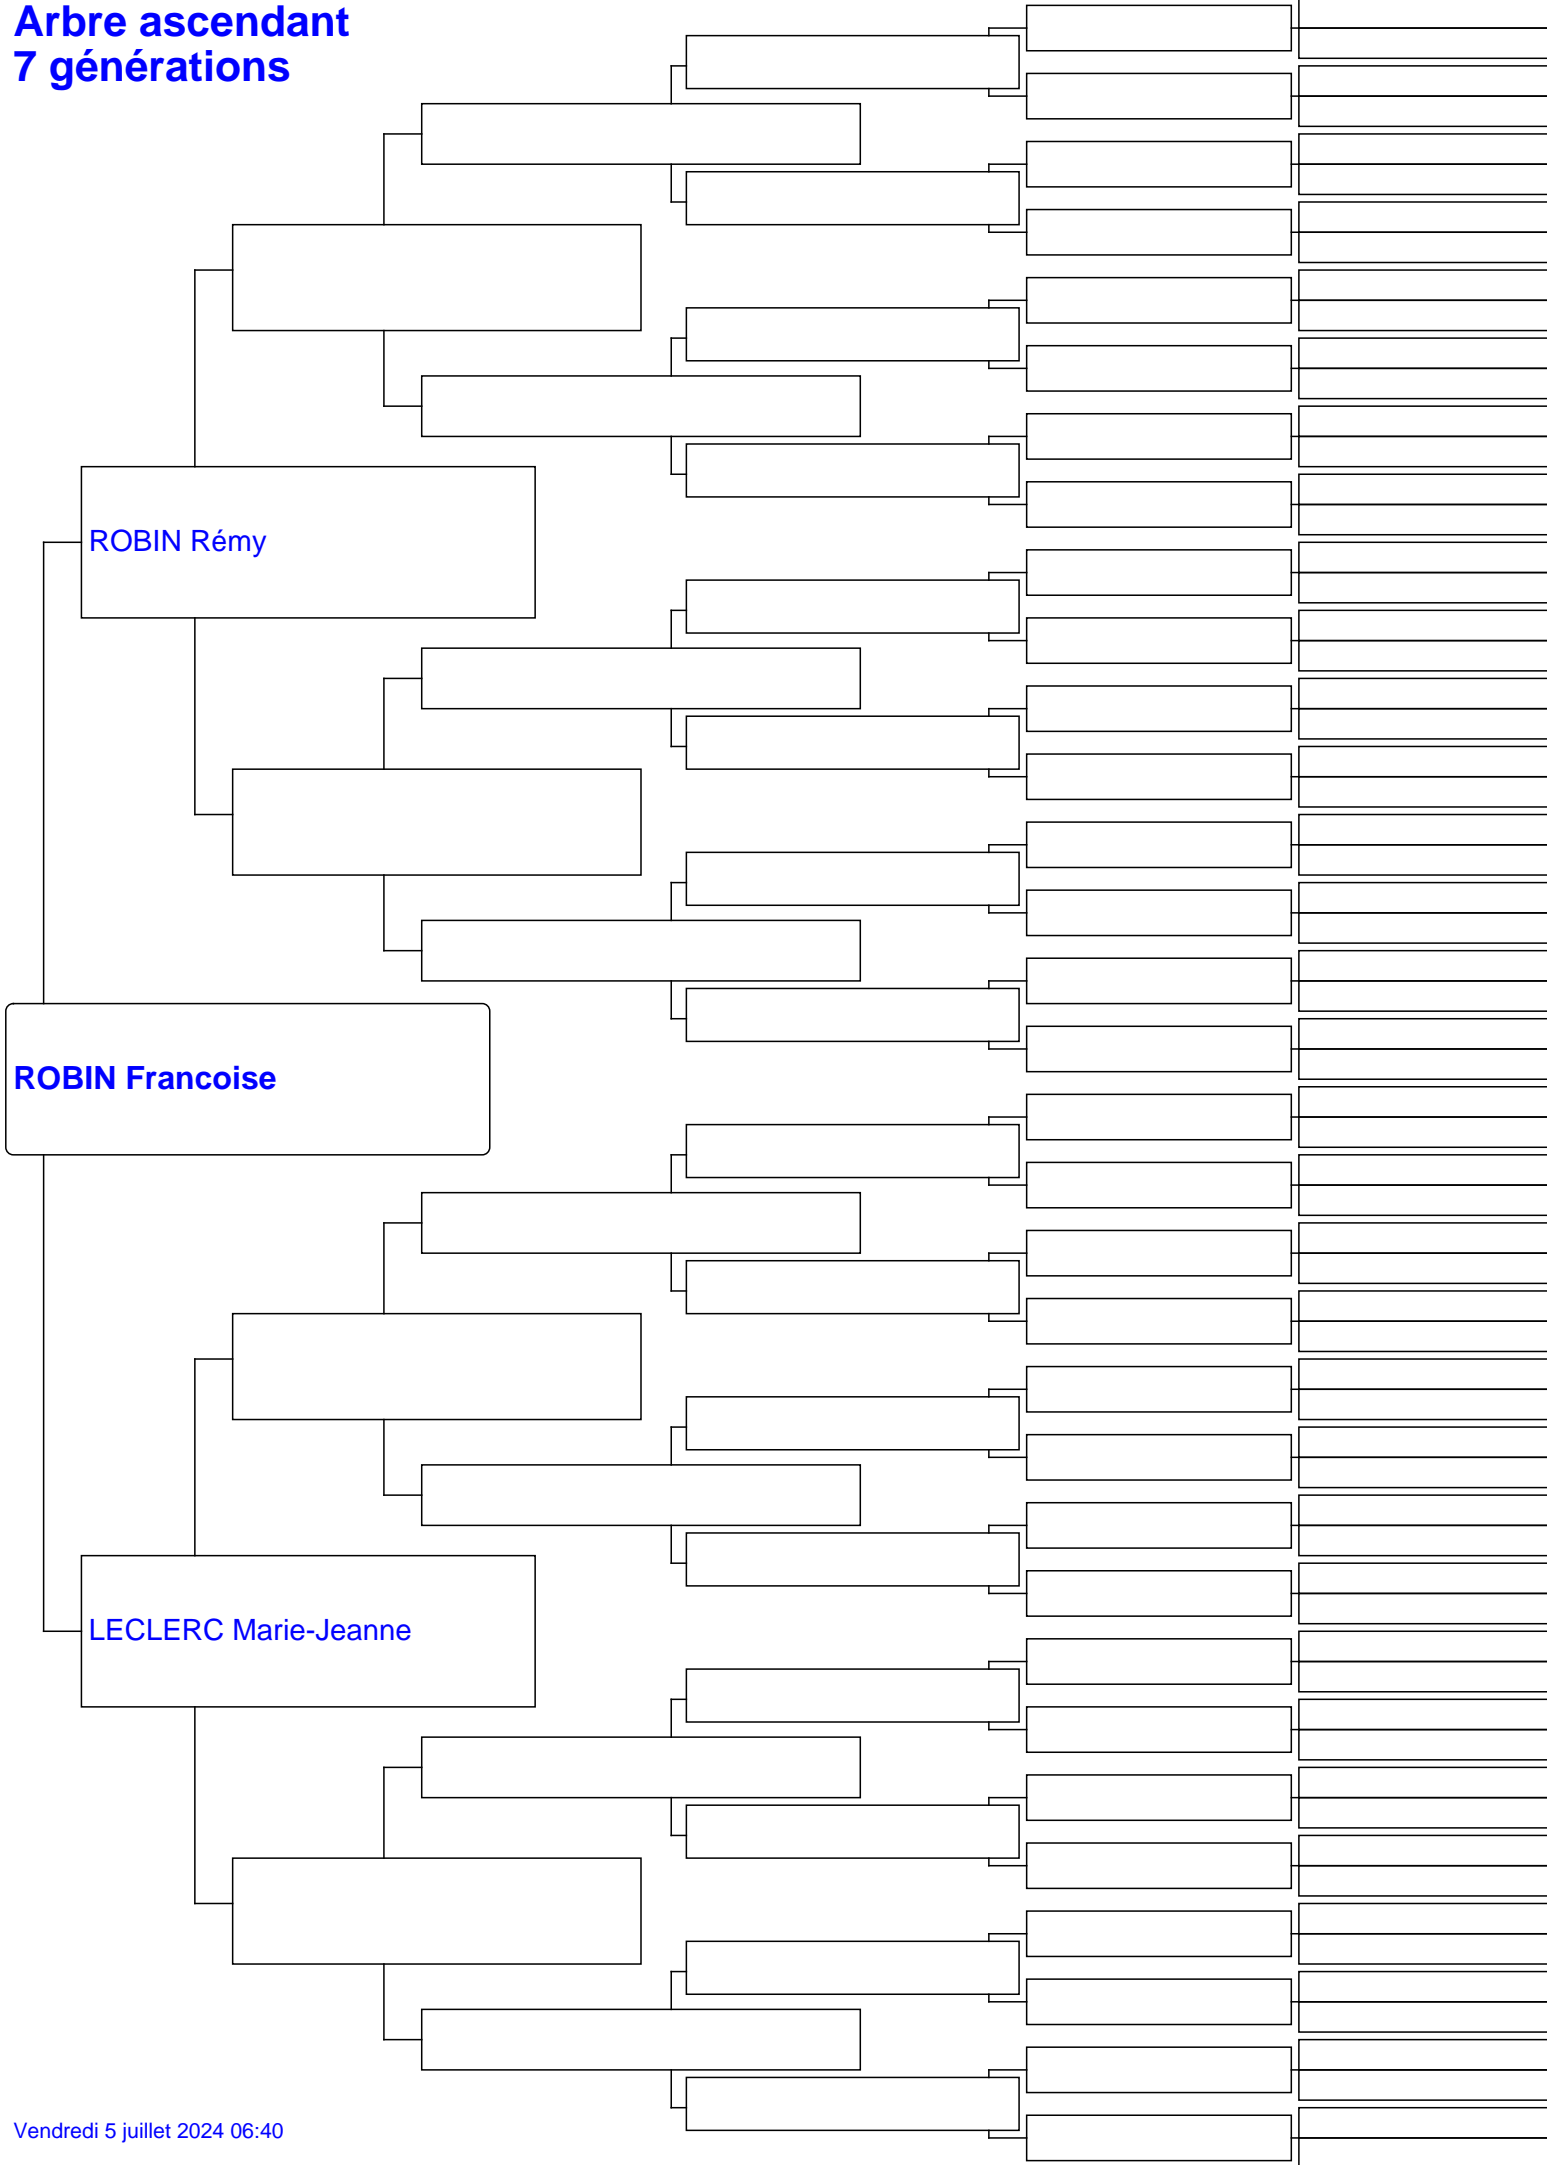 Arbre ascendant
7 générations
ROBIN Rémy
ROBIN Francoise
LECLERC Marie-Jeanne
Vendredi 5 juillet 2024 06:40